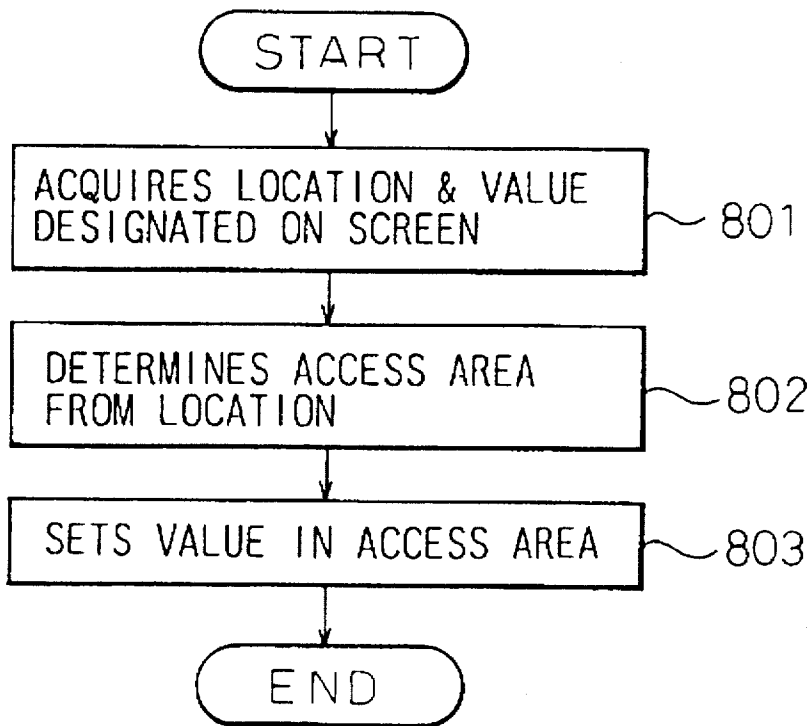 START
ACQUIRES LOCATION & VALUE
DESIGNATED ON SCREEN
801
DETERMINES ACCESS AREA
FROM LOCATION
802
SETS VALUE IN ACCESS AREA
803
END